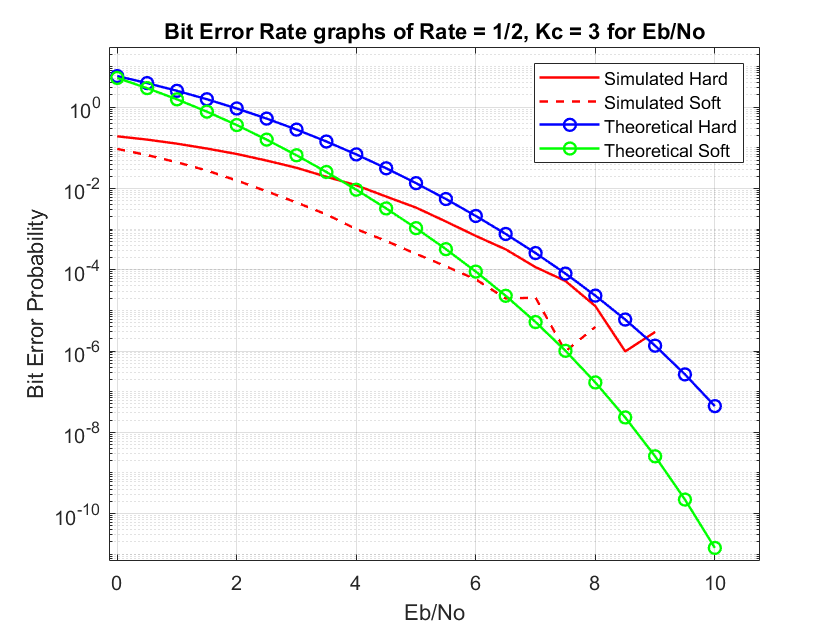 Bit Error Rate graphs of Rate = 1/2, Kc = 3 for Eb/No
Simulated Hard
Simulated Soft
Theoretical Hard
Theoretical Soft
10^0
10^-2
10^-4
10^-6
10^-8
10^-10
Bit Error Probability
0 2 4 6 8 10
Eb/No